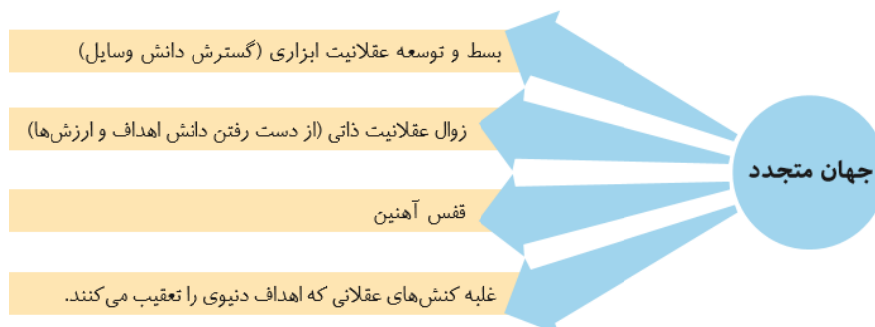 جهان متجدد
بسط و توسعه عقلانیت ابزاری (گسترش دانش وسایل)
زوال عقلانیت ذاتی (از دست رفتن دانش اهداف و ارزش‌ها)
قفس آهنین
غلبه کنش‌های عقلانی که اهداف دنیوی را تعقیب می‌کنند.